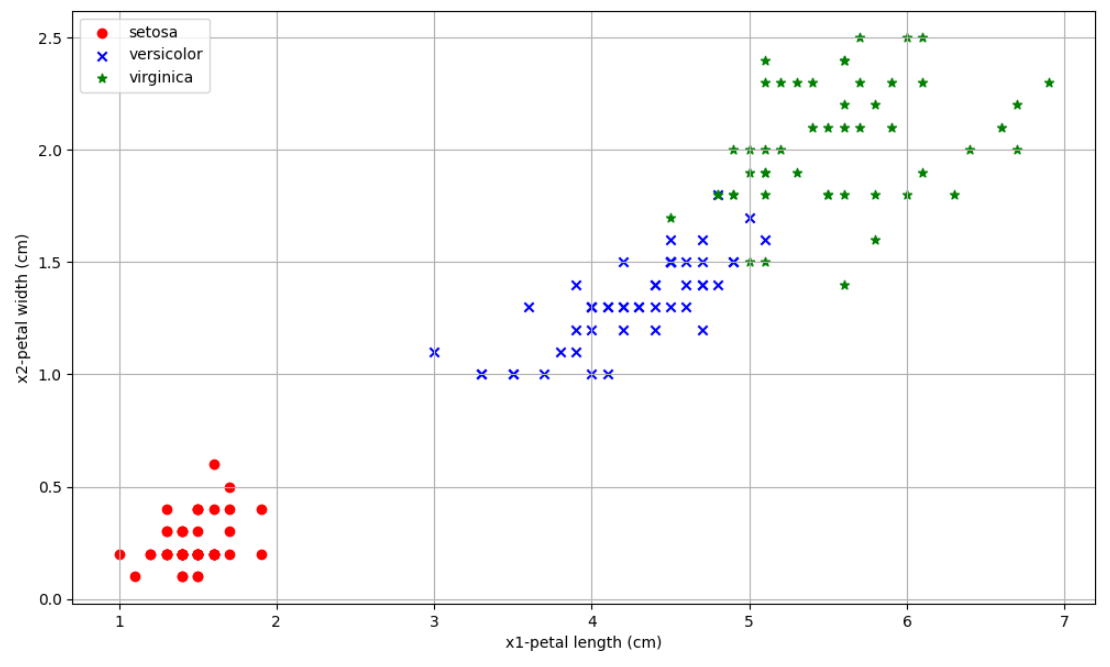 setosa
versicolor
virginica
x2-petal width (cm)
2.5
2.0
1.5
1.0
0.5
0.0
1 2 3 4 5 6 7
x1-petal length (cm)